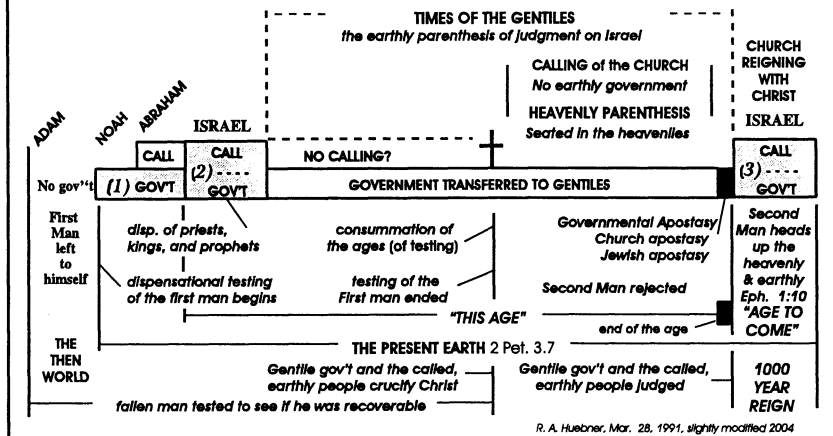 TIMES OF THE GENTILES
the earthly parenthesis of judgment on Israel
CHURCH
REIGNING
WITH
CHRIST
CALLING of the CHURCH
No earthly government
HEAVENLY PARENTHESIS
Seated in the heavenlies
ADAM
NOAH
ABRAHAM
ISRAEL
ISRAEL
CALL
CALL
(2) ----
GOV'T
NO CALLING?
CALL
(3) ----
GOV'T
No gov''t
(1) GOV'T
GOVERNMENT TRANSFERRED TO GENTILES
First
Man
left
to
himself
disp. of priests,
kings, and prophets
dispensational testing
of the first man begins
consummation of
the ages (of testing)
testing of the
First man ended
Governmental Apostasy
Church apostasy
Jewish apostasy
Second Man rejected
Second
Man heads
up the
heavenly
& earthly
Eph. 1:10
"AGE TO
COME"
"THIS AGE"
end of the age
THE
THEN
WORLD
THE PRESENT EARTH 2 Pet. 3.7
Gentile gov't and the called,
earthly people crucify Christ
Gentile gov't and the called,
earthly people judged
1000
YEAR
REIGN
fallen man tested to see if he was recoverable
R. A. Huebner, Mar. 28, 1991, slightly modified 2004